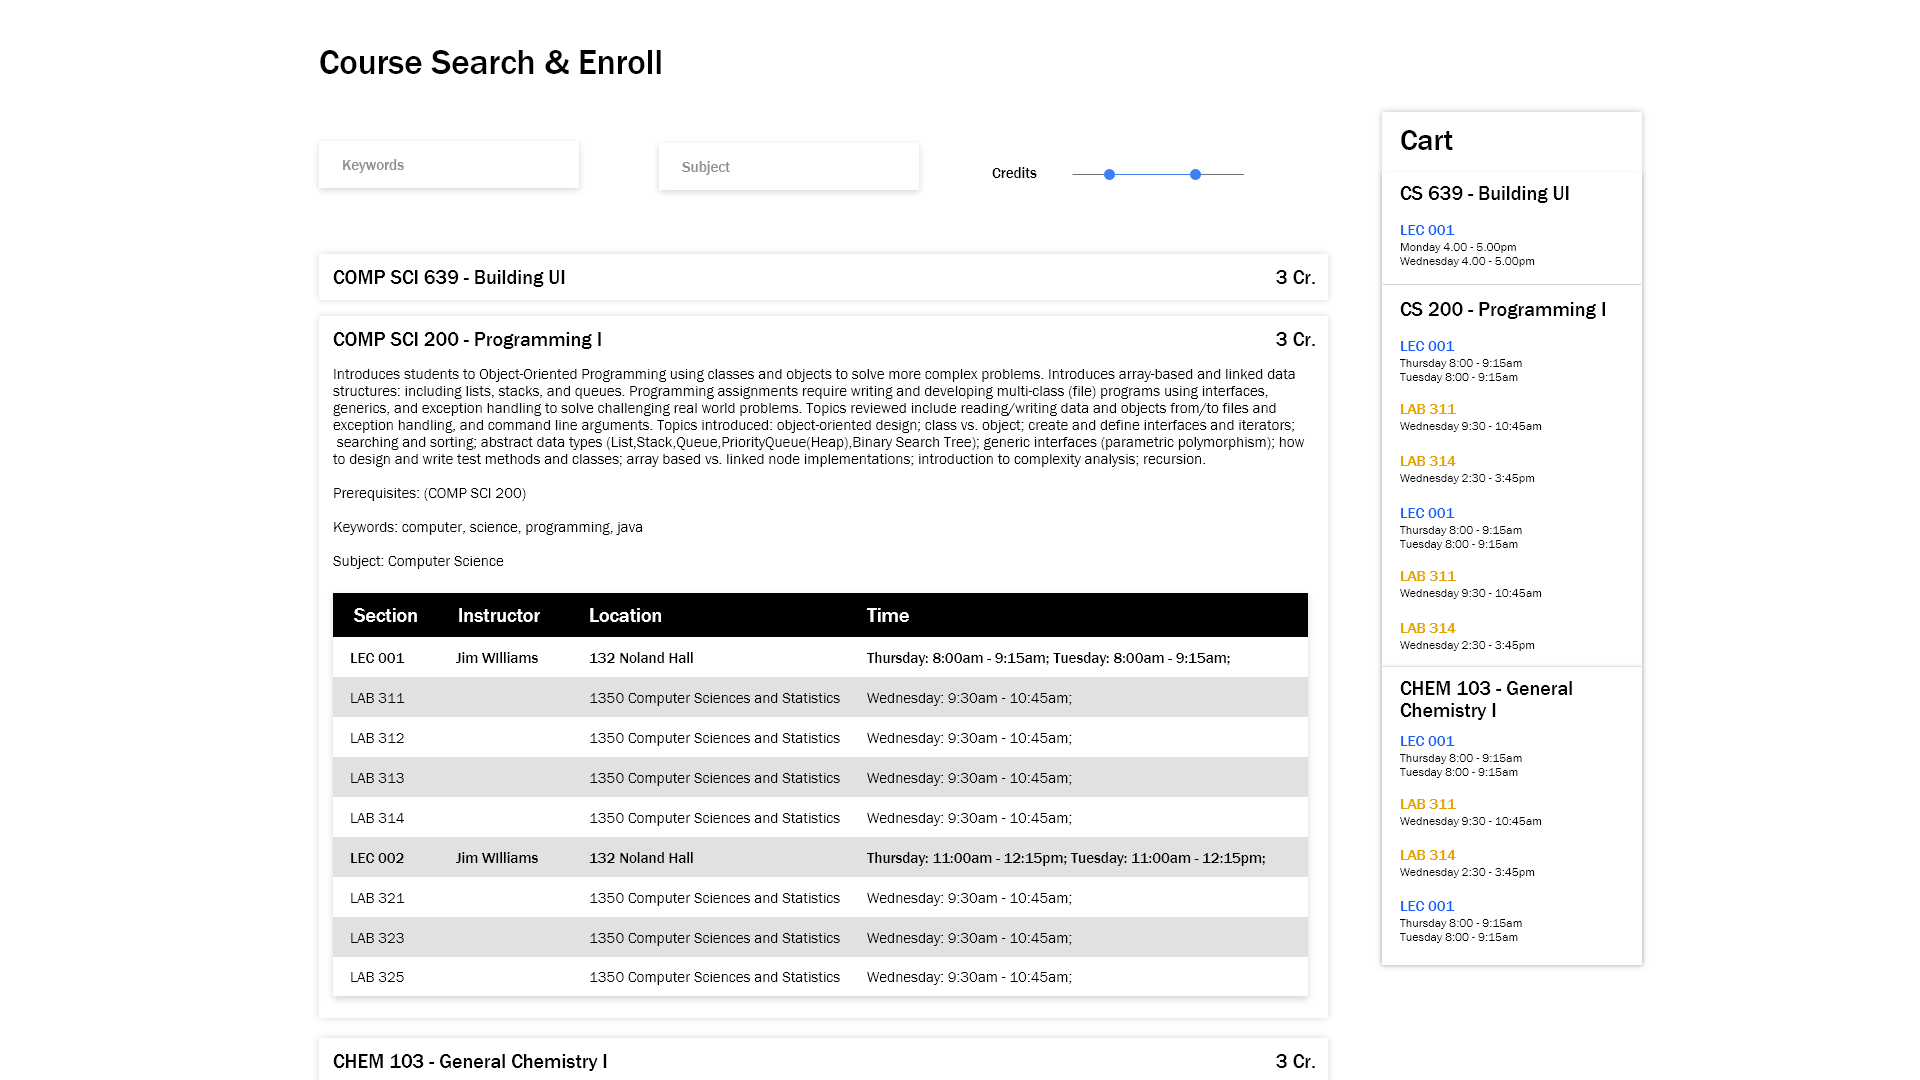 Course Search & Enroll
Keywords
Subject
Credits
COMP SCI 639 - Building UI 3 Cr.
COMP SCI 200 - Programming I 3 Cr.
Introduces students to Object-Oriented Programming using classes and objects to solve more complex problems. Introduces array-based and linked data
structures: including lists, stacks, and queues. Programming assignments require writing and developing multi-class (file) programs using interfaces,
generics, and exception handling to solve challenging real world problems. Topics reviewed include reading/writing data and objects from/to files and
exception handling, and command line arguments. Topics introduced: object-oriented design; class vs. object; create and define interfaces and iterators;
searching and sorting; abstract data types (List,Stack,Queue,PriorityQueue(Heap),Binary Search Tree); generic interfaces (parametric polymorphism); how
to design and write test methods and classes; array based vs. linked node implementations; introduction to complexity analysis; recursion.
Prerequisites: (COMP SCI 200)
Keywords: computer, science, programming, java
Subject: Computer Science
Section Instructor Location Time
LEC 001 Jim WIlliams 132 Noland Hall Thursday: 8:00am - 9:15am; Tuesday: 8:00am - 9:15am;
LAB 311 1350 Computer Sciences and Statistics Wednesday: 9:30am - 10:45am;
LAB 312 1350 Computer Sciences and Statistics Wednesday: 9:30am - 10:45am;
LAB 313 1350 Computer Sciences and Statistics Wednesday: 9:30am - 10:45am;
LAB 314 1350 Computer Sciences and Statistics Wednesday: 9:30am - 10:45am;
LEC 002 Jim WIlliams 132 Noland Hall Thursday: 11:00am - 12:15pm; Tuesday: 11:00am - 12:15pm;
LAB 321 1350 Computer Sciences and Statistics Wednesday: 9:30am - 10:45am;
LAB 323 1350 Computer Sciences and Statistics Wednesday: 9:30am - 10:45am;
LAB 325 1350 Computer Sciences and Statistics Wednesday: 9:30am - 10:45am;
CHEM 103 - General Chemistry I 3 Cr.
Cart
CS 639 - Building UI
LEC 001
Monday 4.00 - 5.00pm
Wednesday 4.00 - 5.00pm
CS 200 - Programming I
LEC 001
Thursday 8:00 - 9:15am
Tuesday 8:00 - 9:15am
LAB 311
Wednesday 9:30 - 10:45am
LAB 314
Wednesday 2:30 - 3:45pm
LEC 001
Thursday 8:00 - 9:15am
Tuesday 8:00 - 9:15am
LAB 311
Wednesday 9:30 - 10:45am
LAB 314
Wednesday 2:30 - 3:45pm
CHEM 103 - General
Chemistry I
LEC 001
Thursday 8:00 - 9:15am
Tuesday 8:00 - 9:15am
LAB 311
Wednesday 9:30 - 10:45am
LAB 314
Wednesday 2:30 - 3:45pm
LEC 001
Thursday 8:00 - 9:15am
Tuesday 8:00 - 9:15am